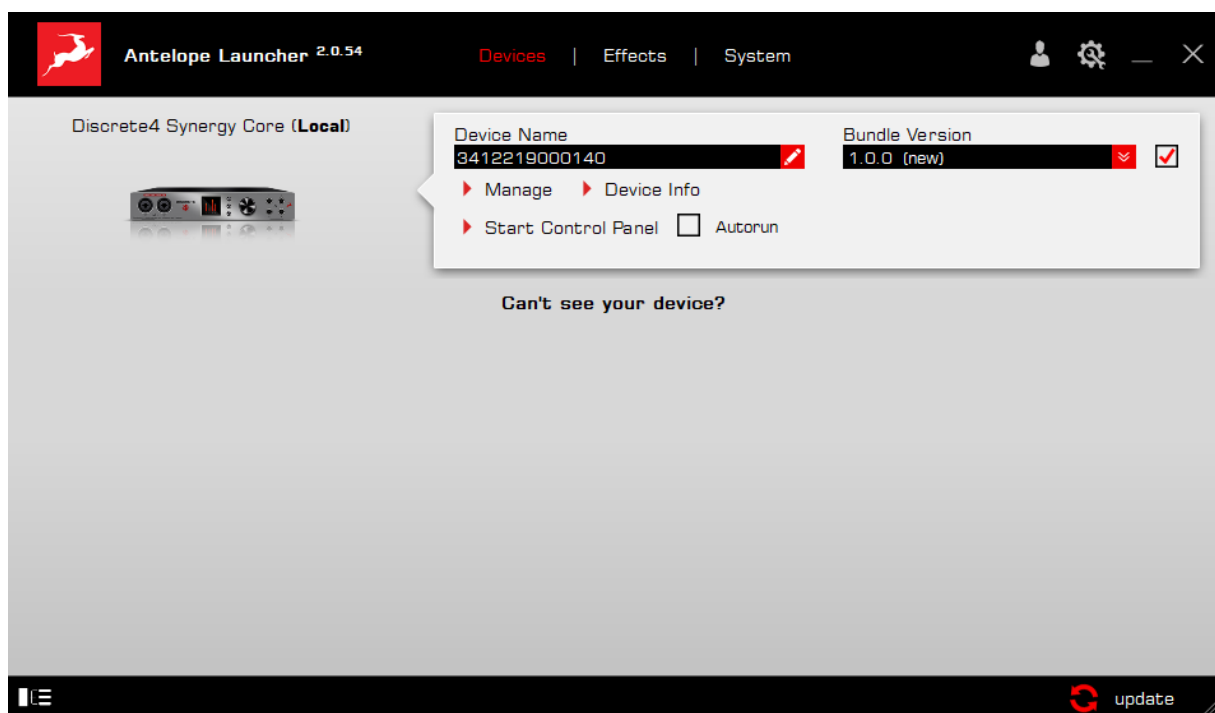 Antelope Launcher 2.0.54
Devices | Effects | System
Discrete4 Synergy Core (Local)
Device Name
3412219000140
Bundle Version
1.0.0 (new)
Manage
Device Info
Start Control Panel
Autorun
Can't see your device?
update